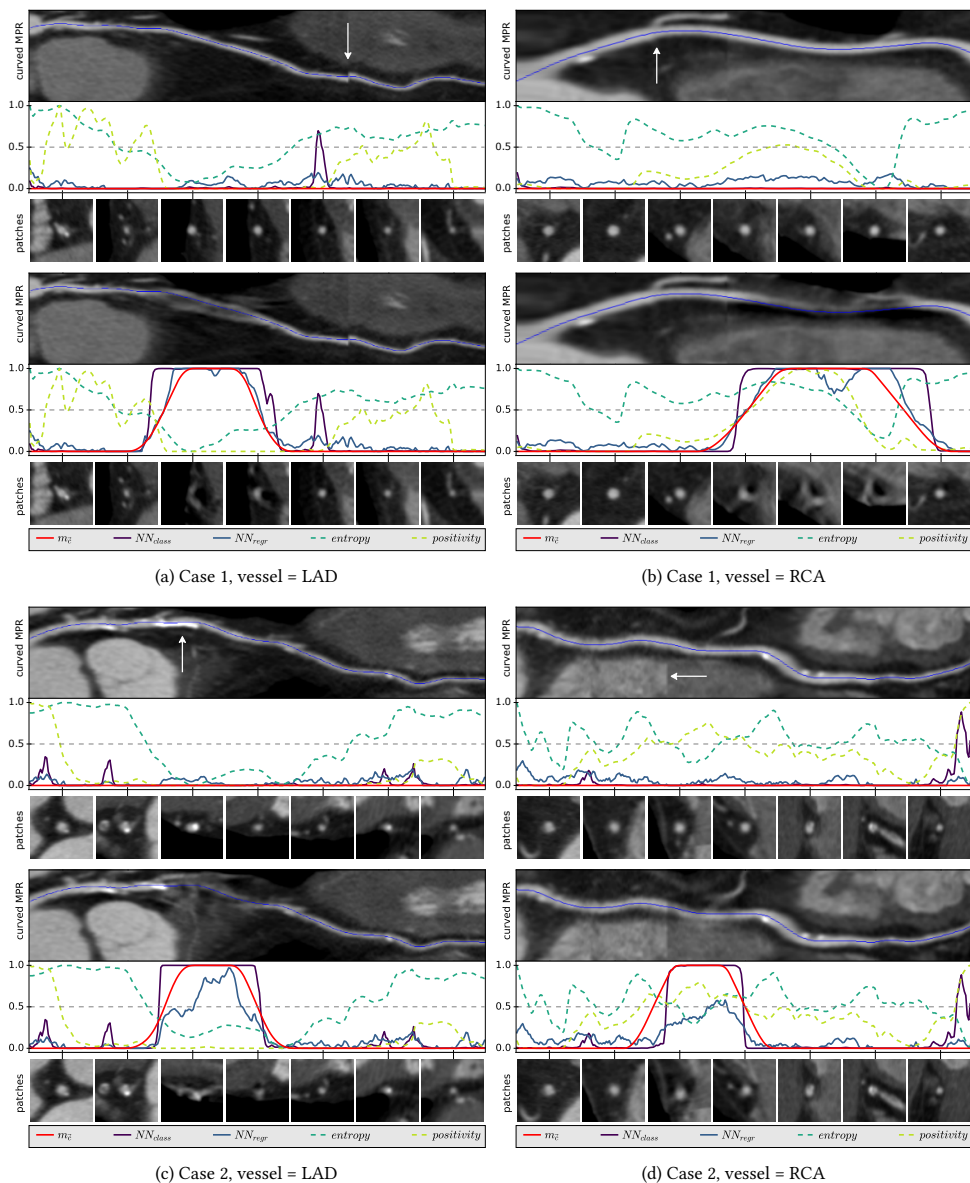 curved MPR
curved MPR
1.0
0.5
0.0
1.0
0.5
0.0
patches
patches
curved MPR
curved MPR
1.0
0.5
0.0
1.0
0.5
0.0
patches
patches
m_c̃ NN_class NN_regr entropy positivity
m_c̃ NN_class NN_regr entropy positivity
(a) Case 1, vessel = LAD
(b) Case 1, vessel = RCA
curved MPR
curved MPR
1.0
0.5
0.0
1.0
0.5
0.0
patches
patches
curved MPR
curved MPR
1.0
0.5
0.0
1.0
0.5
0.0
patches
patches
m_c̃ NN_class NN_regr entropy positivity
m_c̃ NN_class NN_regr entropy positivity
(c) Case 2, vessel = LAD
(d) Case 2, vessel = RCA